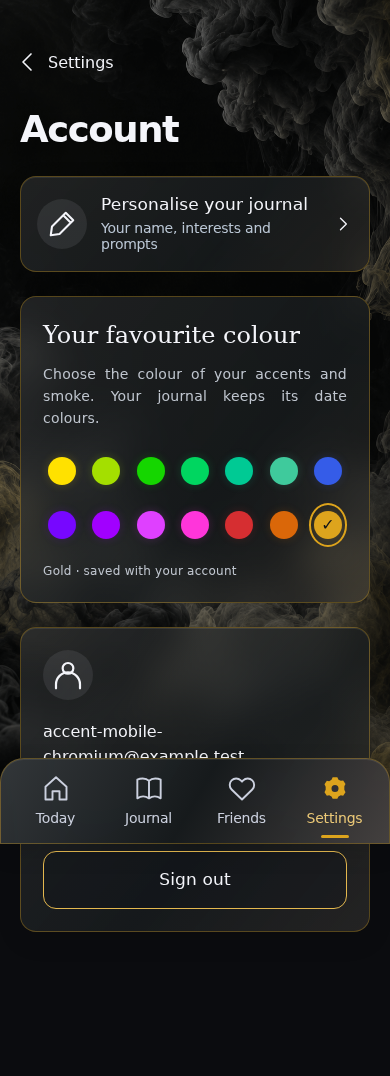 Settings
Account
Personalise your journal
Your name, interests and
prompts
Your favourite colour
Choose the colour of your accents and
smoke. Your journal keeps its date
colours.
Gold · saved with your account
accent-mobile-
chromium@example.test
Today
Journal
Friends
Settings
Sign out